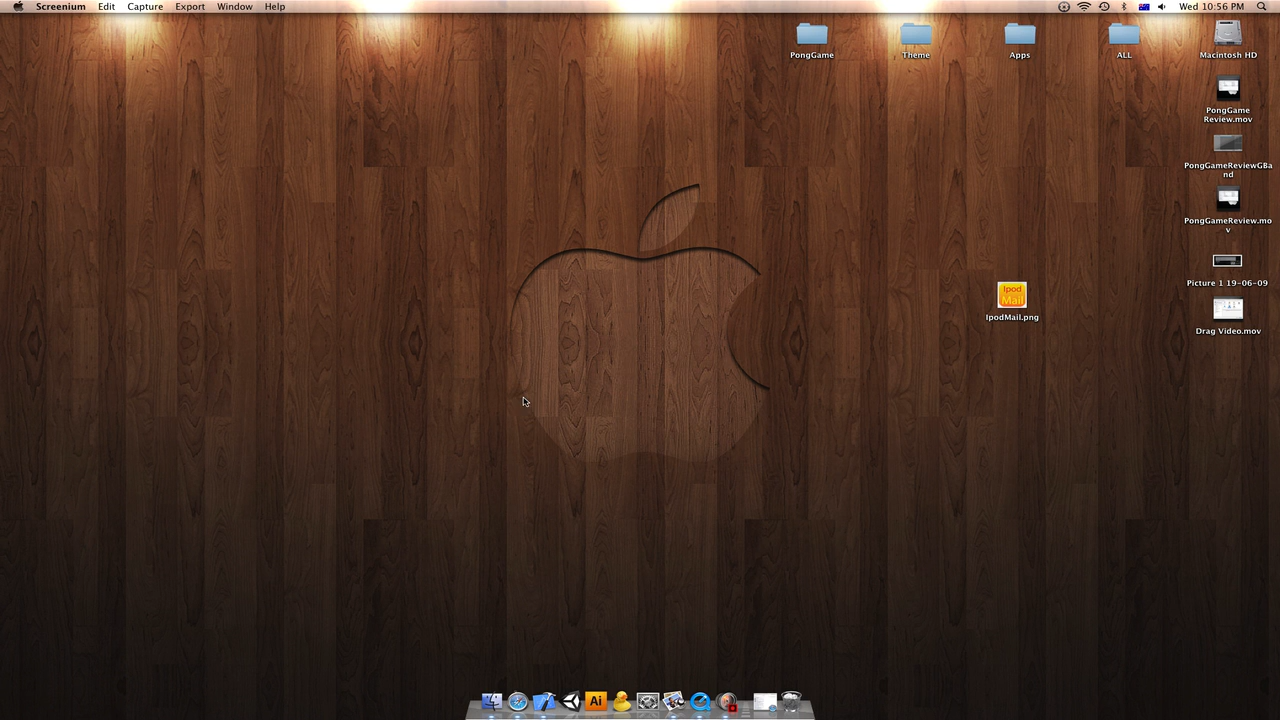 Screenium Edit Capture Export Window Help
Wed 10:56 PM
PongGame
Theme
Apps
ALL
Macintosh HD
PongGame
Review.mov
PongGameReviewGBa
nd
PongGameReview.mo
v
Picture 1 19-06-09
Ipod
Mail
IpodMail.png
Drag Video.mov
Ai